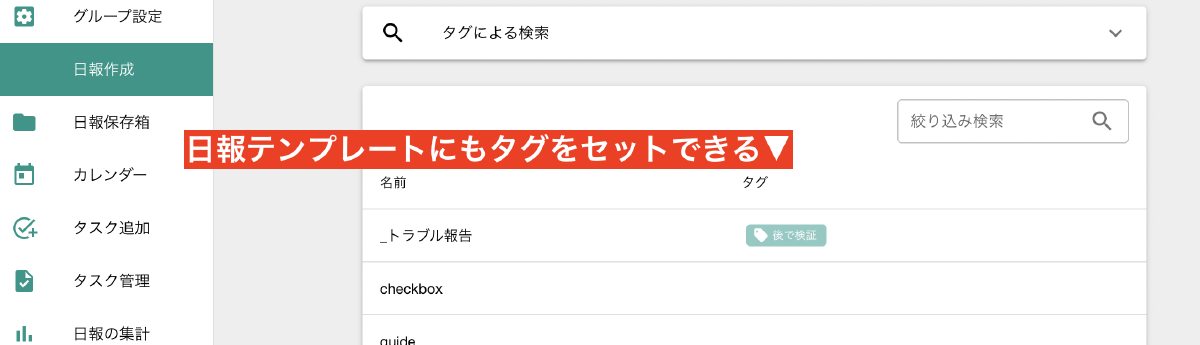 グループ設定
日報作成
日報保存箱
カレンダー
タスク追加
タスク管理
日報の集計
タグによる検索
絞り込み検索
日報テンプレートにもタグをセットできる▼
名前 タグ
_トラブル報告 後で検証
checkbox
guide